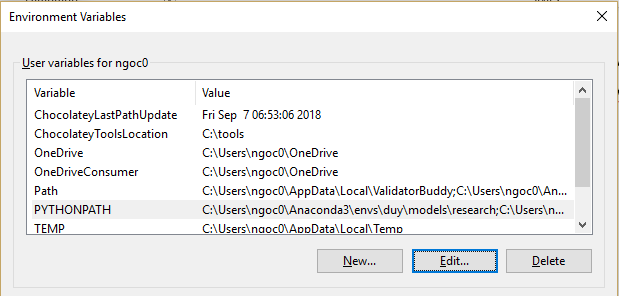 Environment Variables
User variables for ngoc0
Variable Value
ChocolateyLastPathUpdate Fri Sep 7 06:53:06 2018
ChocolateyToolsLocation C:\tools
OneDrive C:\Users\ngoc0\OneDrive
OneDriveConsumer C:\Users\ngoc0\OneDrive
Path C:\Users\ngoc0\AppData\Local\ValidatorBuddy;C:\Users\ngoc0\An...
PYTHONPATH C:\Users\ngoc0\Anaconda3\envs\duy\models\research;C:\Users\n...
TEMP C:\Users\ngoc0\AppData\Local\Temp
New... Edit... Delete